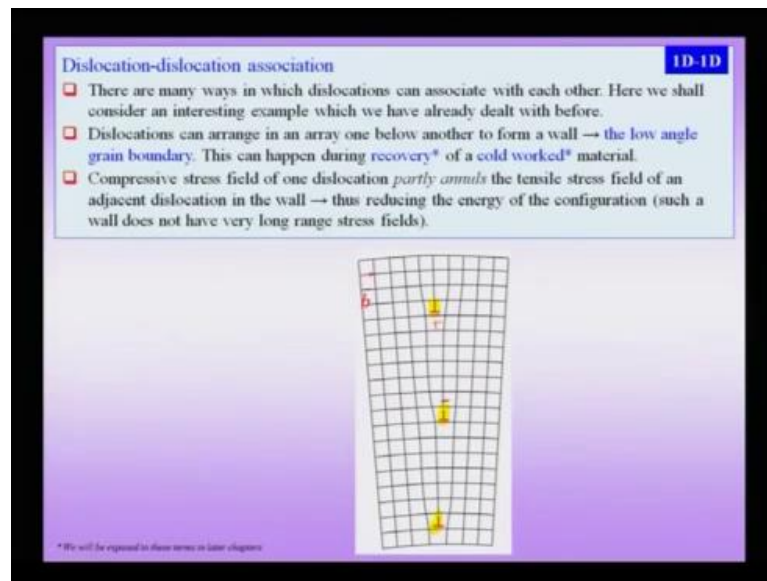 Dislocation-dislocation association
1D-1D
❑ There are many ways in which dislocations can associate with each other. Here we shall
consider an interesting example which we have already dealt with before.
❑ Dislocations can arrange in an array one below another to form a wall → the low angle
grain boundary. This can happen during recovery* of a cold worked* material.
❑ Compressive stress field of one dislocation partly annuls the tensile stress field of an
adjacent dislocation in the wall → thus reducing the energy of the configuration (such a
wall does not have very long range stress fields).
b
* We will be exposed to these terms in later chapters